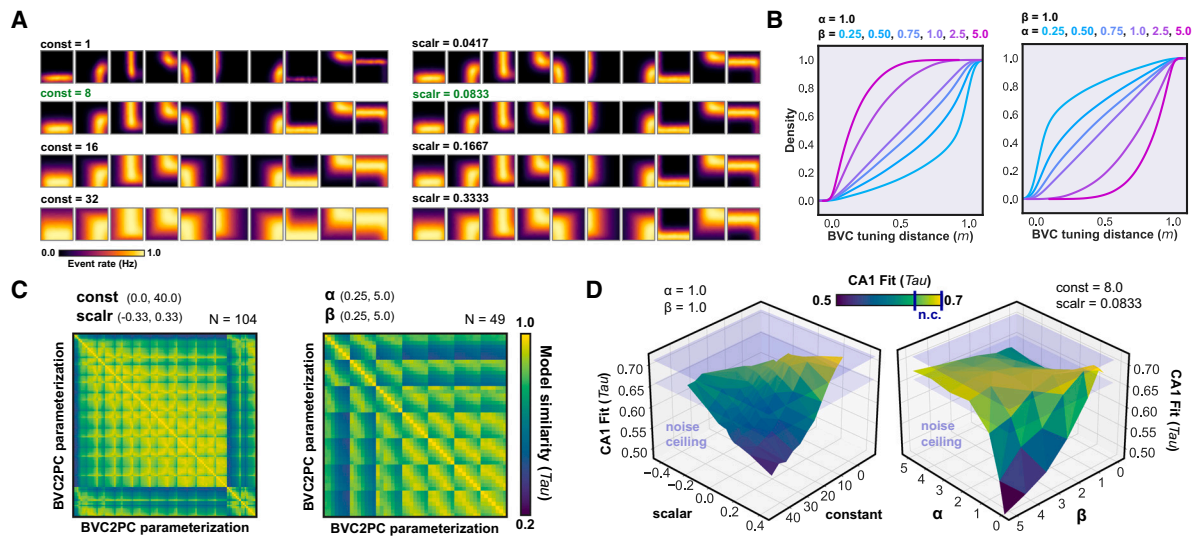 A
const = 1
const = 8
const = 16
const = 32
0.0
1.0
Event rate (Hz)
scalr = 0.0417
scalr = 0.0833
scalr = 0.1667
scalr = 0.3333
B
α = 1.0
β = 0.25, 0.50, 0.75, 1.0, 2.5, 5.0
Density
1.0
0.8
0.6
0.4
0.2
0.0
0.0
0.5
1.0
BVC tuning distance (m)
β = 1.0
α = 0.25, 0.50, 0.75, 1.0, 2.5, 5.0
1.0
0.8
0.6
0.4
0.2
0.0
0.0
0.5
1.0
BVC tuning distance (m)
C
const (0.0, 40.0)
scalr (-0.33, 0.33)
N = 104
BVC2PC parameterization
BVC2PC parameterization
α (0.25, 5.0)
β (0.25, 5.0)
N = 49
BVC2PC parameterization
BVC2PC parameterization
1.0
Model similarity (Tau)
0.2
D
α = 1.0
β = 1.0
CA1 Fit (Tau)
0.5
0.7
n.c.
const = 8.0
scalr = 0.0833
CA1 Fit (Tau)
0.70
0.65
0.60
0.55
0.50
noise
ceiling
−0.4
−0.2
0.0
0.2
0.4
scalar
40
30
20
10
0
constant
noise
ceiling
5
4
3
2
1
0
α
5
4
3
2
1
0
β
0.70
0.65
0.60
0.55
0.50
CA1 Fit
(Tau)